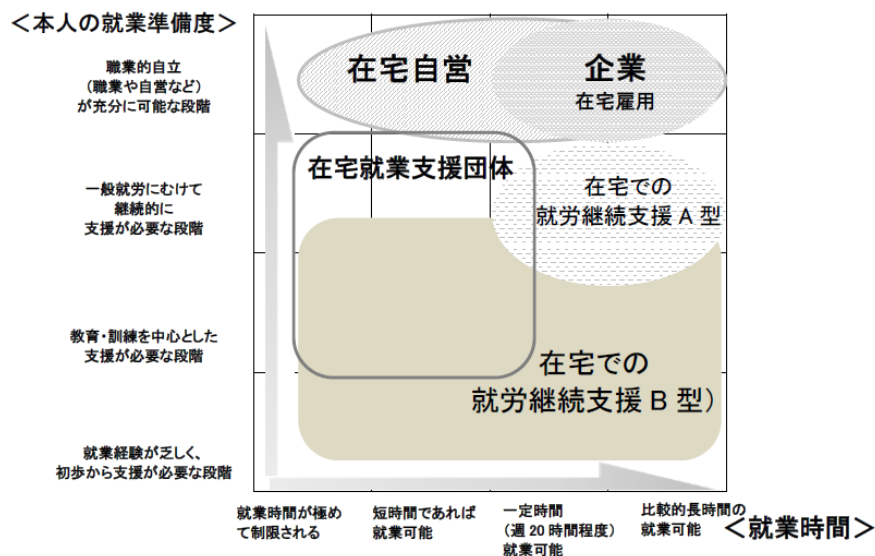 ＜本人の就業準備度＞
職業的自立
（職業や自営など）
が充分に可能な段階
一般就労にむけて
継続的に
支援が必要な段階
教育・訓練を中心とした
支援が必要な段階
就業経験が乏しく、
初歩から支援が必要な段階
在宅自営
企業
在宅雇用
在宅就業支援団体
在宅での
就労継続支援A型
在宅での
就労継続支援B型）
就業時間が極め
て制限される
短時間であれば
就業可能
一定時間
（週20時間程度）
就業可能
比較的長時間の
就業可能
＜就業時間＞